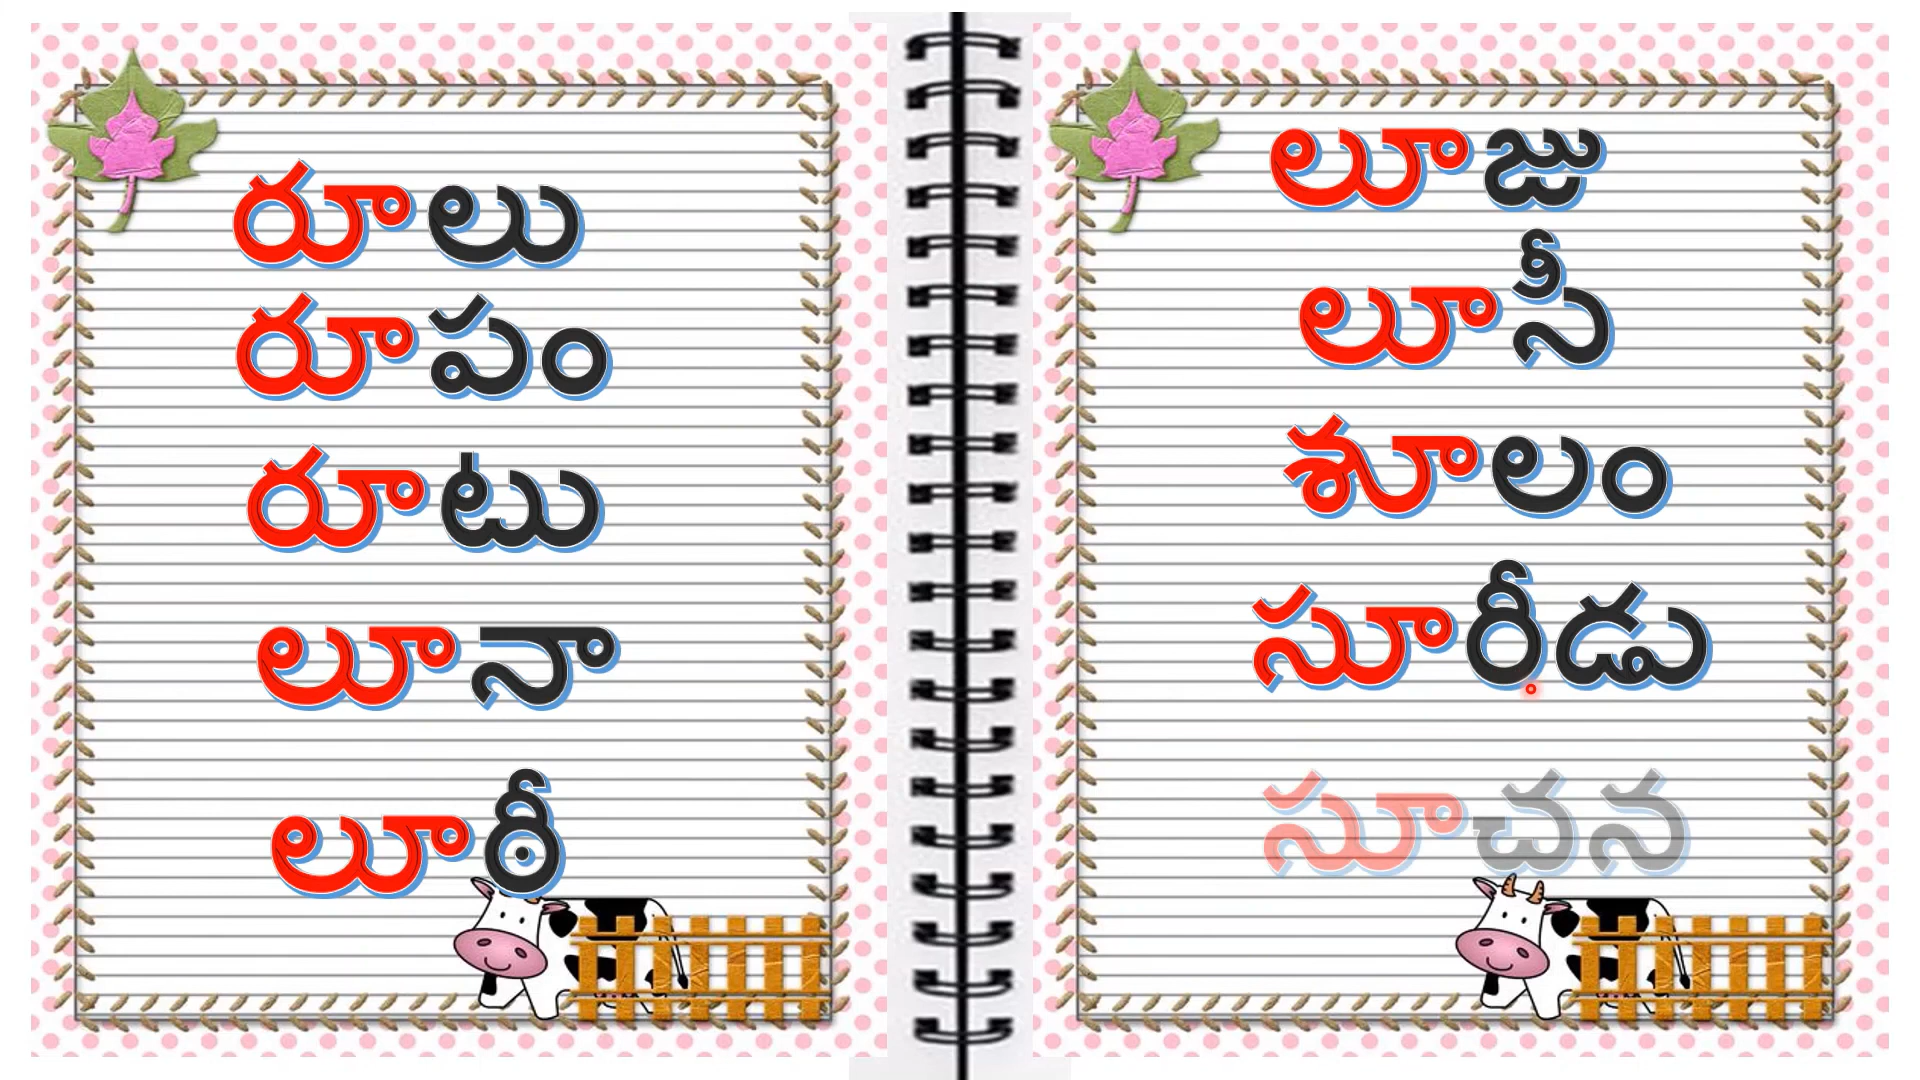 రూలు
రూపం
రూటు
లూనా
లూఠీ
లూజు
లూసీ
శూలం
సూరీడు
సూచన